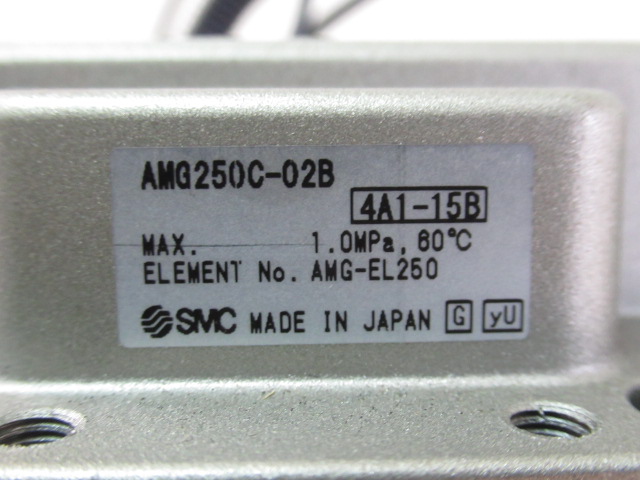 AMG250C-02B
4A1-15B
MAX. 1.0MPa, 60°C
ELEMENT No. AMG-EL250
SMC MADE IN JAPAN G yU